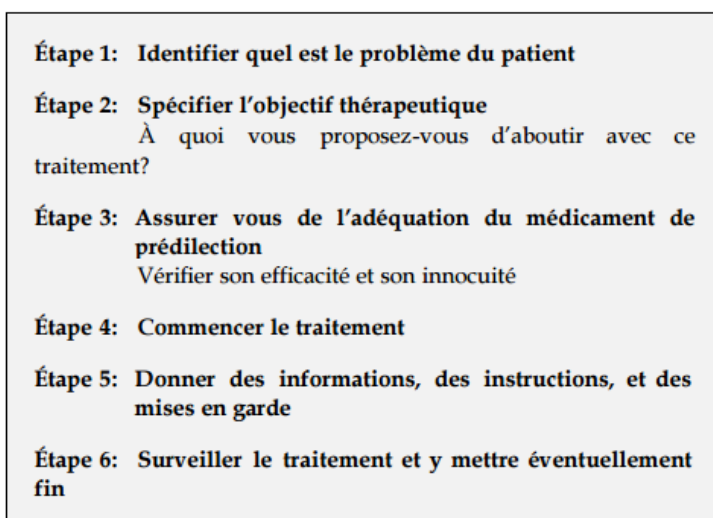 Étape 1: Identifier quel est le problème du patient
Étape 2: Spécifier l’objectif thérapeutique
À quoi vous proposez-vous d’aboutir avec ce
traitement?
Étape 3: Assurer vous de l’adéquation du médicament de
prédilection
Vérifier son efficacité et son innocuité
Étape 4: Commencer le traitement
Étape 5: Donner des informations, des instructions, et des
mises en garde
Étape 6: Surveiller le traitement et y mettre éventuellement
fin